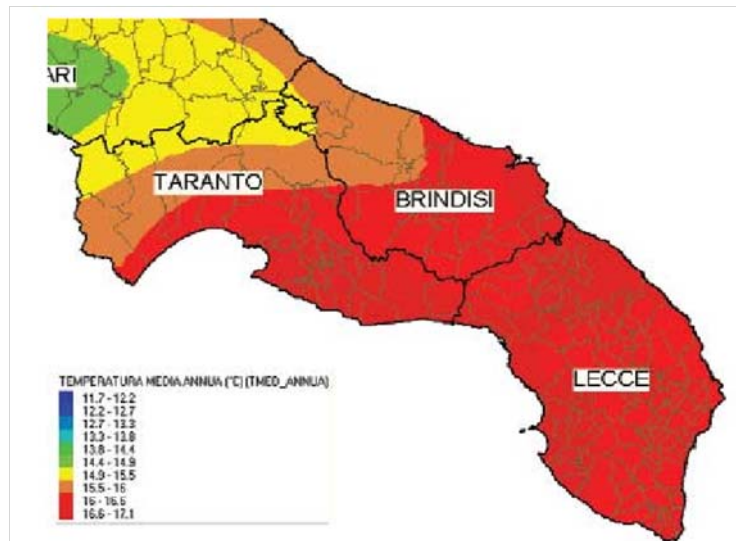 ARI
TARANTO
BRINDISI
LECCE
TEMPERATURA MEDIA ANNUA (°C) (TMED_ANNUA)
11.7 - 12.2
12.2 - 12.7
12.7 - 13.3
13.3 - 13.8
13.8 - 14.4
14.4 - 14.9
14.9 - 15.5
15.5 - 16
16 - 16.6
16.6 - 17.1